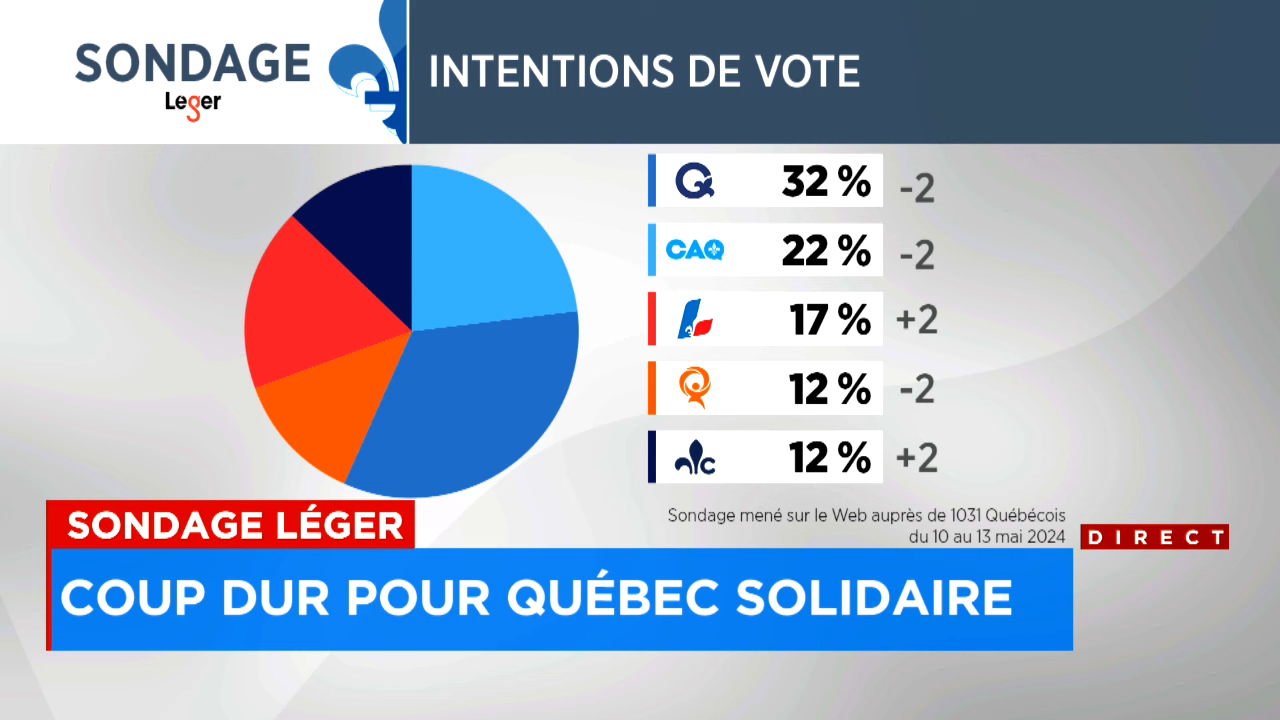 SONDAGE
Leger
INTENTIONS DE VOTE
32 % -2
CAQ 22 % -2
17 % +2
12 % -2
C 12 % +2
Sondage mené sur le Web auprès de 1031 Québécois
du 10 au 13 mai 2024
DIRECT
SONDAGE LÉGER
COUP DUR POUR QUÉBEC SOLIDAIRE